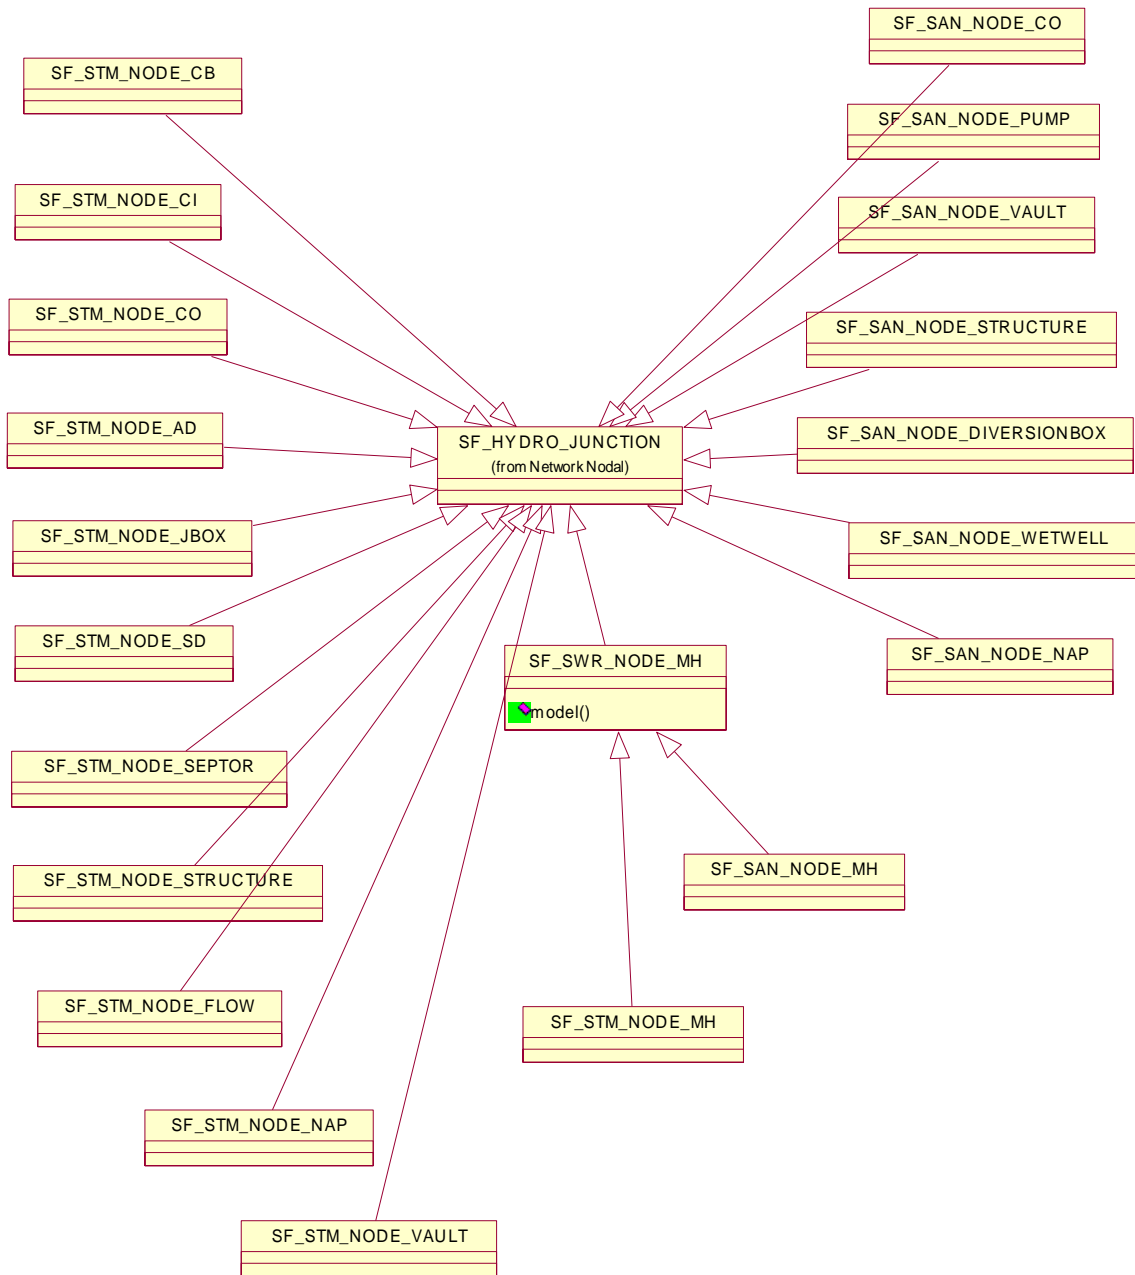 SF_SAN_NODE_CO
SF_STM_NODE_CB
SF_SAN_NODE_PUMP
SF_STM_NODE_CI
SF_SAN_NODE_VAULT
SF_STM_NODE_CO
SF_SAN_NODE_STRUCTURE
SF_STM_NODE_AD
SF_HYDRO_JUNCTION
(from Network Nodal)
SF_SAN_NODE_DIVERSIONBOX
SF_STM_NODE_JBOX
SF_SAN_NODE_WETWELL
SF_STM_NODE_SD
SF_SWR_NODE_MH
model()
SF_SAN_NODE_NAP
SF_STM_NODE_SEPTOR
SF_STM_NODE_STRUCTURE
SF_SAN_NODE_MH
SF_STM_NODE_FLOW
SF_STM_NODE_MH
SF_STM_NODE_NAP
SF_STM_NODE_VAULT